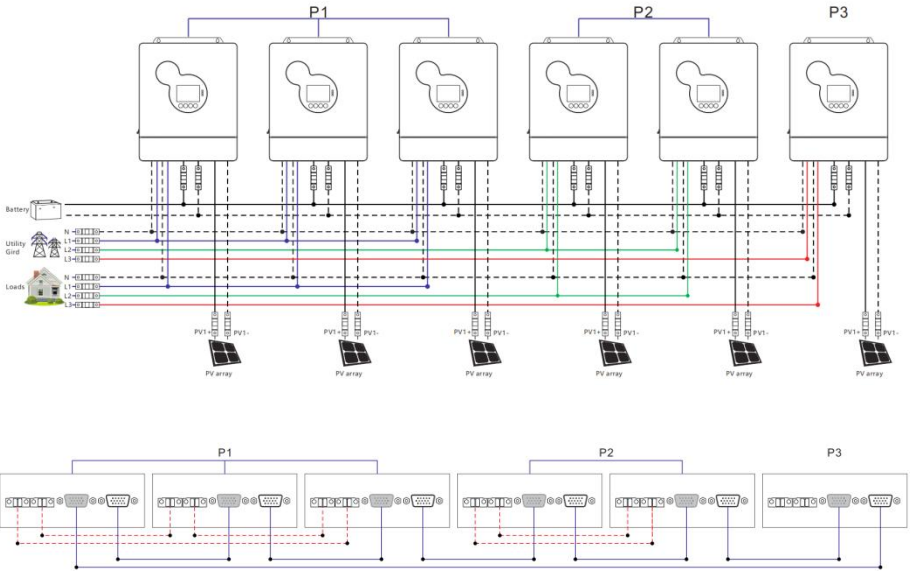 P1 P2 P3
Battery
N
Utility L1
Gird L2
L3
N
Loads L1
L2
L3
PV1+ PV1- PV1+ PV1- PV1+ PV1- PV1+ PV1- PV1+ PV1- PV1+ PV1-
PV array PV array PV array PV array PV array PV array
P1 P2 P3